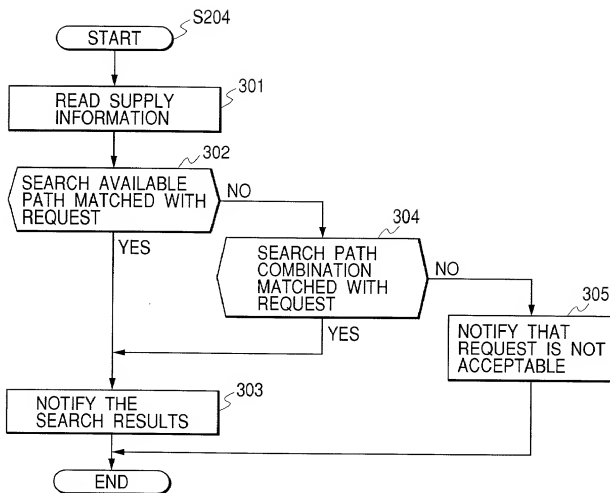 S204
START
301
READ SUPPLY
INFORMATION
302
SEARCH AVAILABLE
PATH MATCHED WITH
REQUEST
NO
YES
304
SEARCH PATH
COMBINATION
MATCHED WITH
REQUEST
NO
YES
305
NOTIFY THAT
REQUEST IS NOT
ACCEPTABLE
303
NOTIFY THE
SEARCH RESULTS
END